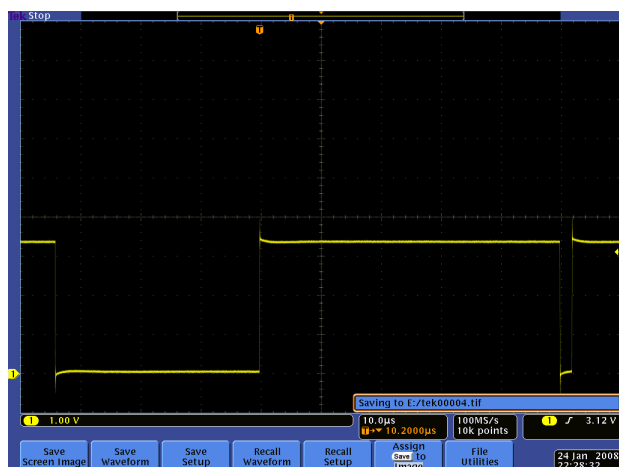 Tek Stop
T
T
1
Saving to E:/tek00004.tif
1 1.00 V
10.0µs
T→▼ 10.2000µs
100MS/s
10k points
1 ƒ 3.12 V
Save
Screen Image
Save
Waveform
Save
Setup
Recall
Waveform
Recall
Setup
Assign
Save to
Image
File
Utilities
24 Jan 2008
22:28:32